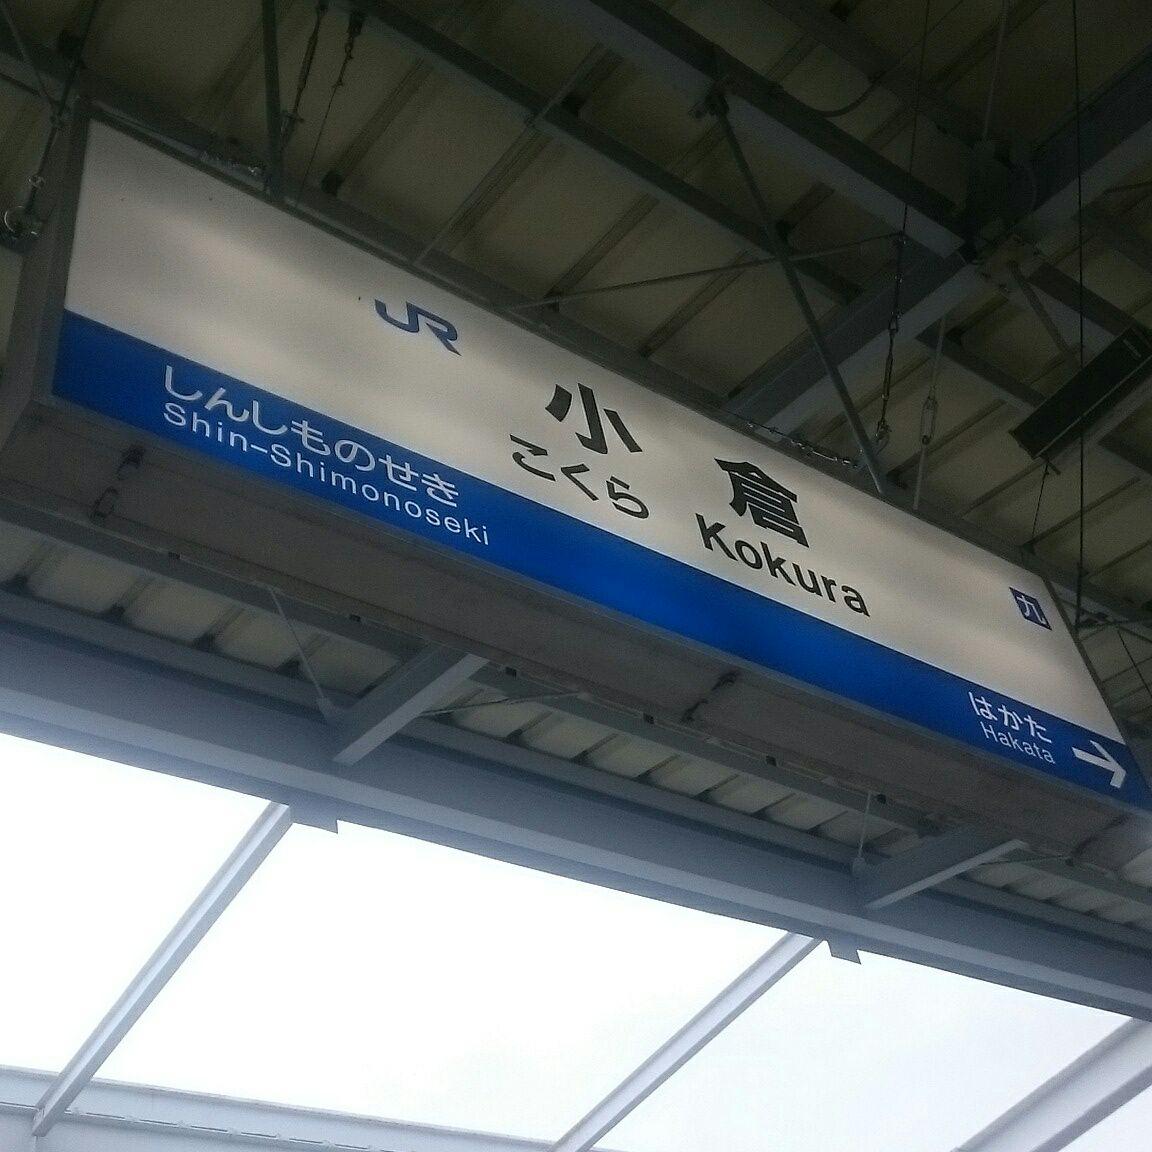 JR
小倉
こくら Kokura
九
しんしものせき
Shin-Shimonoseki
はかた
Hakata